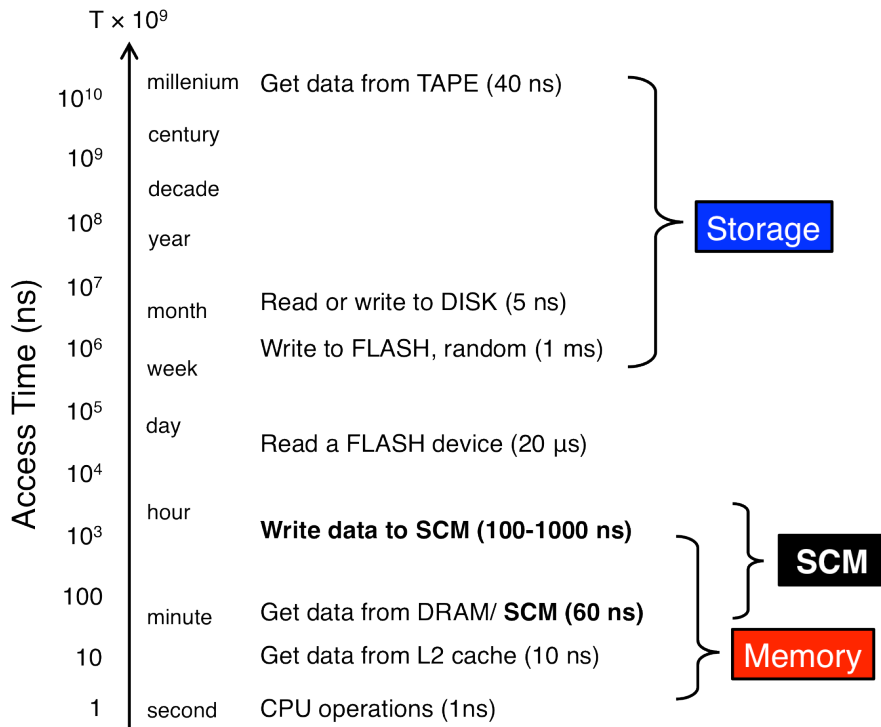 T × 10⁹
millenium Get data from TAPE (40 ns)
10¹⁰
century
10⁹
decade
10⁸
Storage
year
10⁷
month Read or write to DISK (5 ns)
10⁶ Write to FLASH, random (1 ms)
week
10⁵
day
Read a FLASH device (20 µs)
10⁴
hour
10³ Write data to SCM (100-1000 ns)
SCM
100
minute Get data from DRAM/ SCM (60 ns)
10 Get data from L2 cache (10 ns)
Memory
1 second CPU operations (1ns)
Access Time (ns)